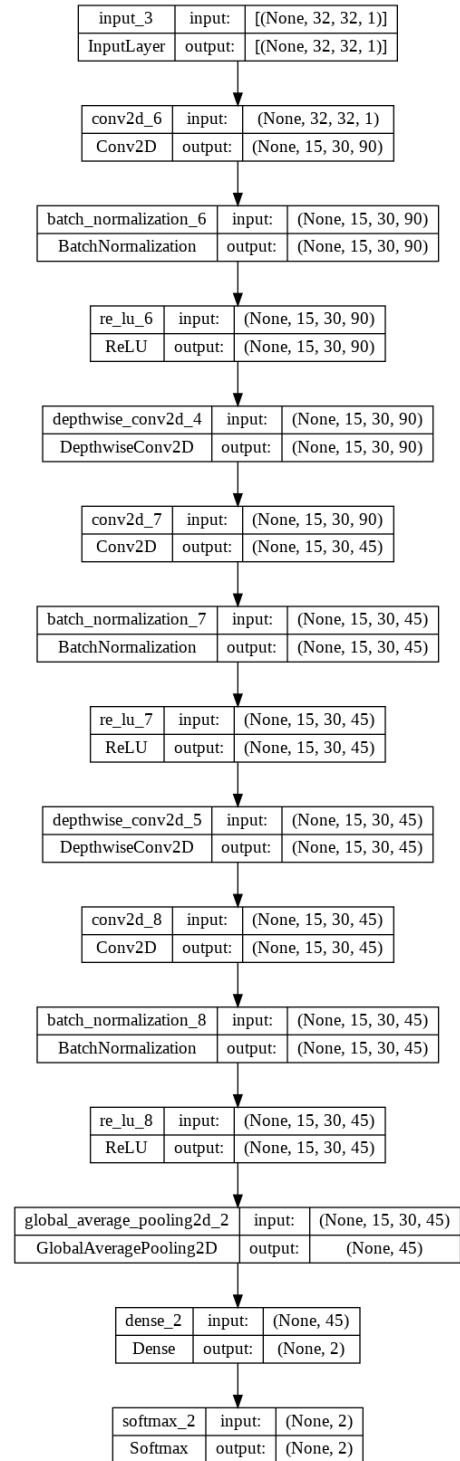 input_3 input: [(None, 32, 32, 1)]
InputLayer output: [(None, 32, 32, 1)]
conv2d_6 input: (None, 32, 32, 1)
Conv2D output: (None, 15, 30, 90)
batch_normalization_6 input: (None, 15, 30, 90)
BatchNormalization output: (None, 15, 30, 90)
re_lu_6 input: (None, 15, 30, 90)
ReLU output: (None, 15, 30, 90)
depthwise_conv2d_4 input: (None, 15, 30, 90)
DepthwiseConv2D output: (None, 15, 30, 90)
conv2d_7 input: (None, 15, 30, 90)
Conv2D output: (None, 15, 30, 45)
batch_normalization_7 input: (None, 15, 30, 45)
BatchNormalization output: (None, 15, 30, 45)
re_lu_7 input: (None, 15, 30, 45)
ReLU output: (None, 15, 30, 45)
depthwise_conv2d_5 input: (None, 15, 30, 45)
DepthwiseConv2D output: (None, 15, 30, 45)
conv2d_8 input: (None, 15, 30, 45)
Conv2D output: (None, 15, 30, 45)
batch_normalization_8 input: (None, 15, 30, 45)
BatchNormalization output: (None, 15, 30, 45)
re_lu_8 input: (None, 15, 30, 45)
ReLU output: (None, 15, 30, 45)
global_average_pooling2d_2 input: (None, 15, 30, 45)
GlobalAveragePooling2D output: (None, 45)
dense_2 input: (None, 45)
Dense output: (None, 2)
softmax_2 input: (None, 2)
Softmax output: (None, 2)